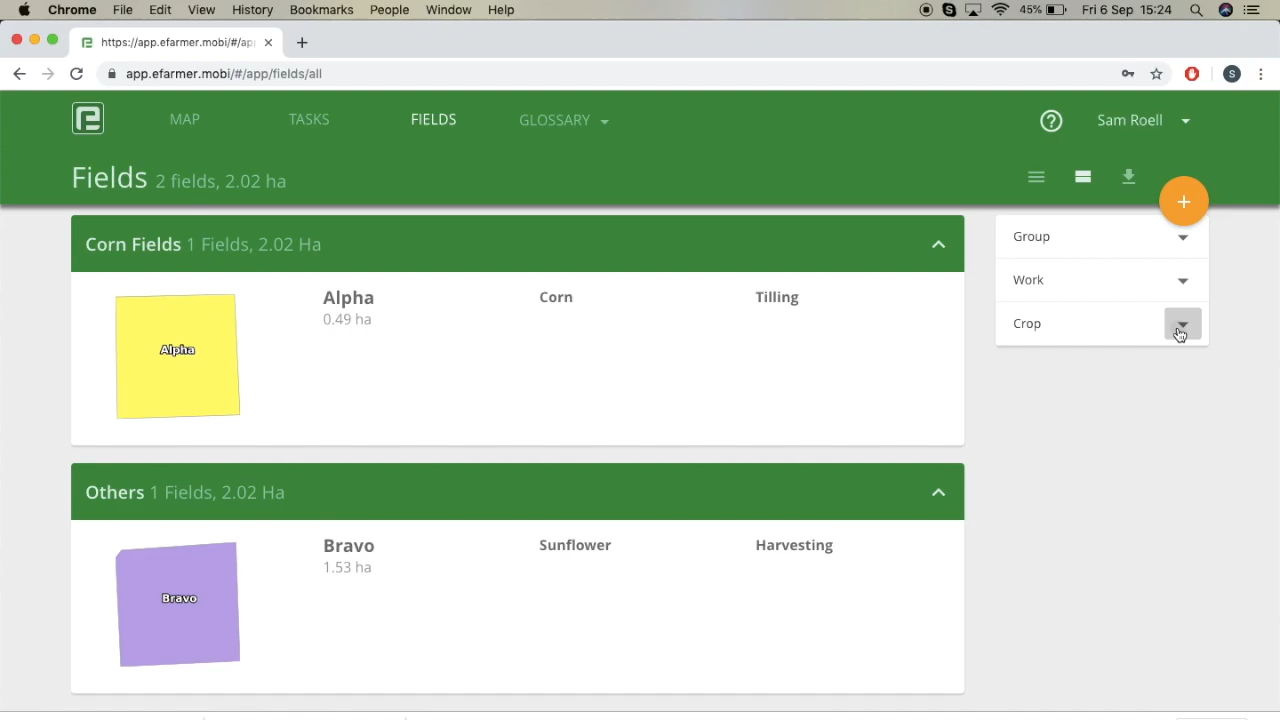 Chrome File Edit View History Bookmarks People Window Help 45% Fri 6 Sep 15:24
https://app.efarmer.mobi/#/app
app.efarmer.mobi/#/app/fields/all S
MAP TASKS FIELDS GLOSSARY ? Sam Roell
Fields 2 fields, 2.02 ha
+
Corn Fields 1 Fields, 2.02 Ha
Group
Alpha Corn Tilling
0.49 ha
Alpha
Work
Crop
Others 1 Fields, 2.02 Ha
Bravo Sunflower Harvesting
1.53 ha
Bravo